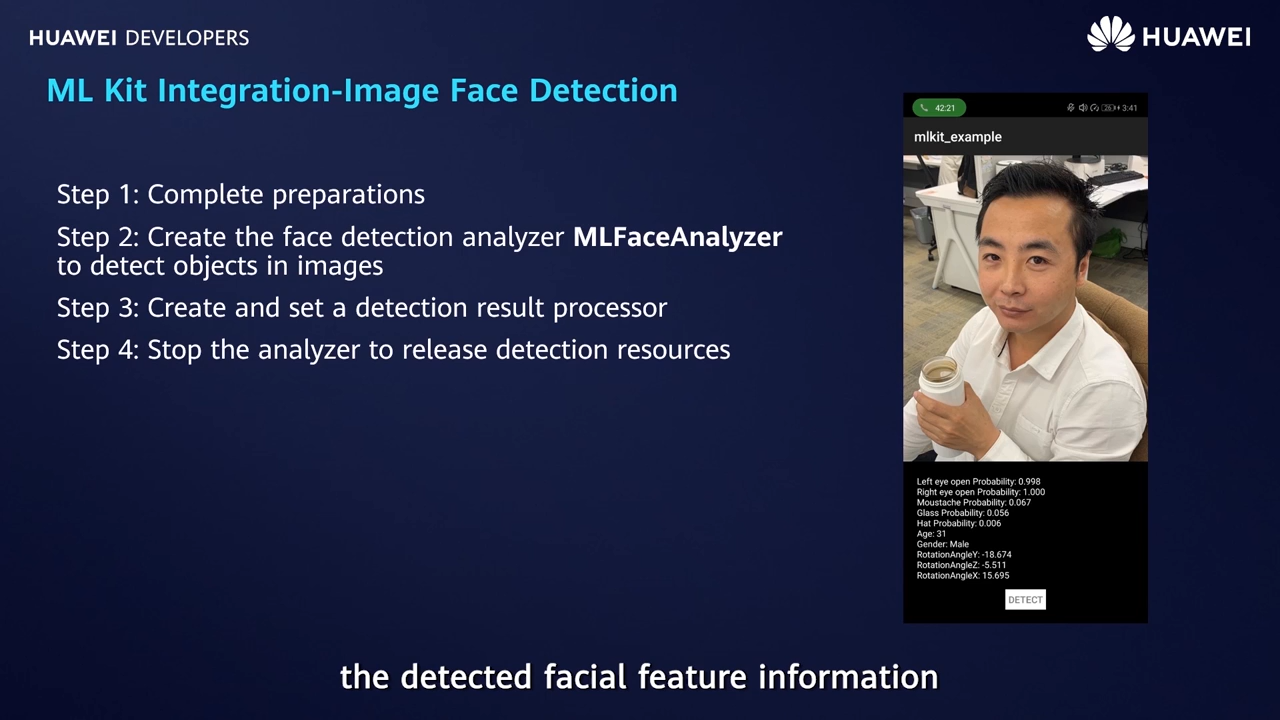 HUAWEI DEVELOPERS
HUAWEI
ML Kit Integration-Image Face Detection
Step 1: Complete preparations
Step 2: Create the face detection analyzer MLFaceAnalyzer
to detect objects in images
Step 3: Create and set a detection result processor
Step 4: Stop the analyzer to release detection resources
42:21
3:41
mlkit_example
Left eye open Probability: 0.998
Right eye open Probability: 1.000
Moustache Probability: 0.067
Glass Probability: 0.056
Hat Probability: 0.006
Age: 31
Gender: Male
RotationAngleY: -18.674
RotationAngleZ: -5.511
RotationAngleX: 15.695
DETECT
the detected facial feature information